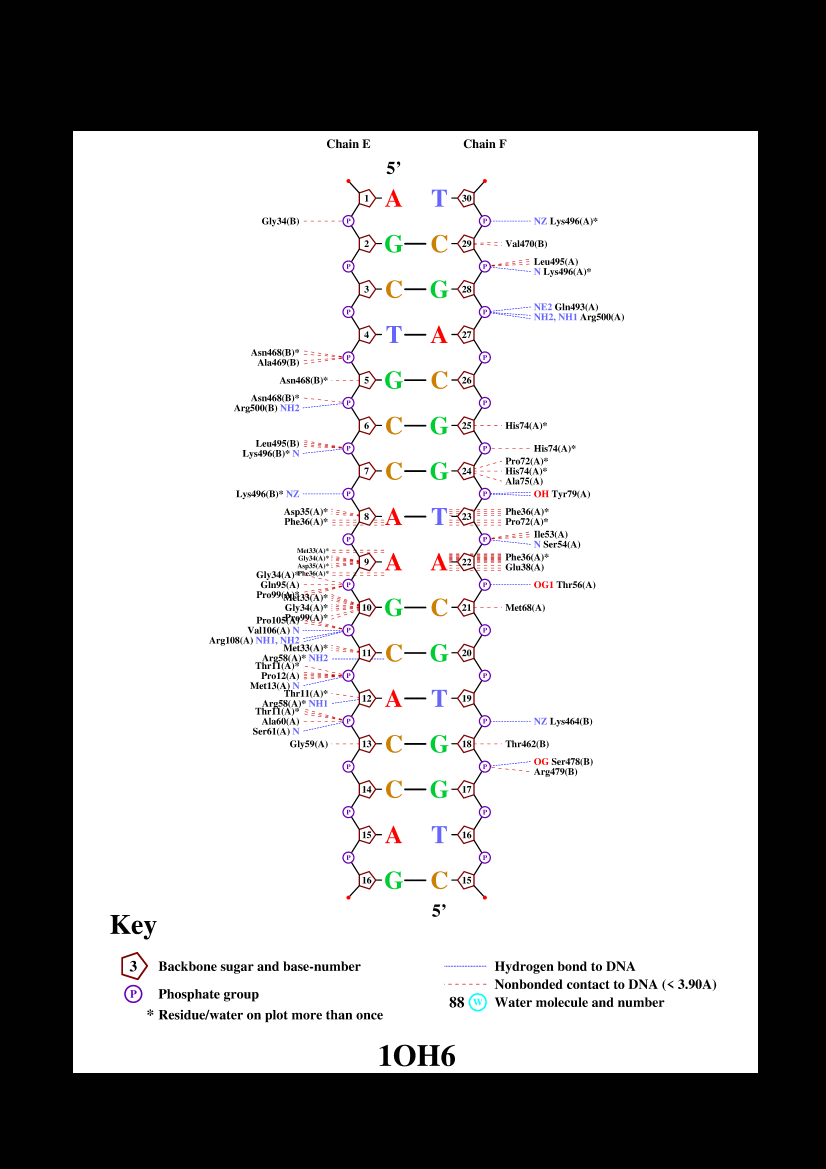 Chain E Chain F
5’
1 A T 30
Gly34(B) P P NZ Lys496(A)*
2 G C 29 Val470(B)
P P Leu495(A)
N Lys496(A)*
3 C G 28
P P NE2 Gln493(A)
NH2, NH1 Arg500(A)
4 T A 27
Asn468(B)* P P
Ala469(B)
Asn468(B)* 5 G C 26
Asn468(B)* P P
Arg500(B) NH2
6 C G 25 His74(A)*
Leu495(B) P P His74(A)*
Lys496(B)* N
7 C G 24 Pro72(A)*
His74(A)*
Ala75(A)
Lys496(B)* NZ P P OH Tyr79(A)
Asp35(A)* 8 A T 23 Phe36(A)*
Phe36(A)* Pro72(A)*
P P Ile53(A)
N Ser54(A)
Met33(A)* 9 A A 22 Phe36(A)*
Gly34(A)* Glu38(A)
Asp35(A)*
Phe36(A)*
Gly34(A)* P P OG1 Thr56(A)
Gln95(A)
Pro99(A)*
Met33(A)* 10 G C 21 Met68(A)
Gly34(A)*
Pro99(A)*
Pro105(A) P P
Val106(A) N
Arg108(A) NH1, NH2
Met33(A)* 11 C G 20
Arg58(A)* NH2
Thr11(A)* P P
Pro12(A)
Met13(A) N
Thr11(A)* 12 A T 19
Arg58(A)* NH1
Thr11(A)* P P NZ Lys464(B)
Ala60(A)
Ser61(A) N
Gly59(A) 13 C G 18 Thr462(B)
P P OG Ser478(B)
Arg479(B)
14 C G 17
P P
15 A T 16
P P
16 G C 15
5’
Key
3 Backbone sugar and base-number
P Phosphate group
* Residue/water on plot more than once
Hydrogen bond to DNA
Nonbonded contact to DNA (< 3.90A)
88 W Water molecule and number
1OH6